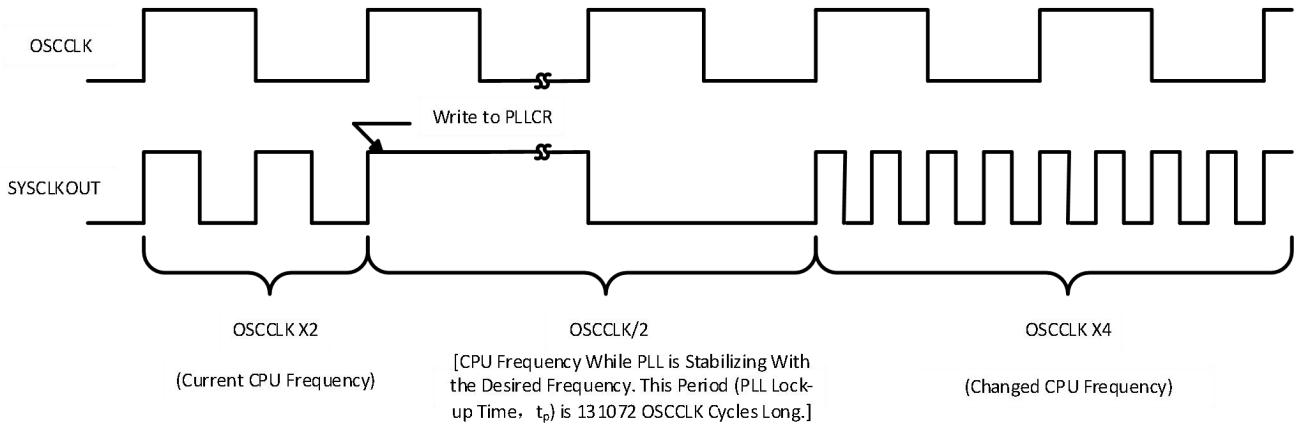 OSCCLK
Write to PLLCR
SYSCLKOUT
OSCCLK X2
(Current CPU Frequency)
OSCCLK/2
[CPU Frequency While PLL is Stabilizing With
the Desired Frequency. This Period (PLL Lock-
up Time， tp) is 131072 OSCCLK Cycles Long.]
OSCCLK X4
(Changed CPU Frequency)